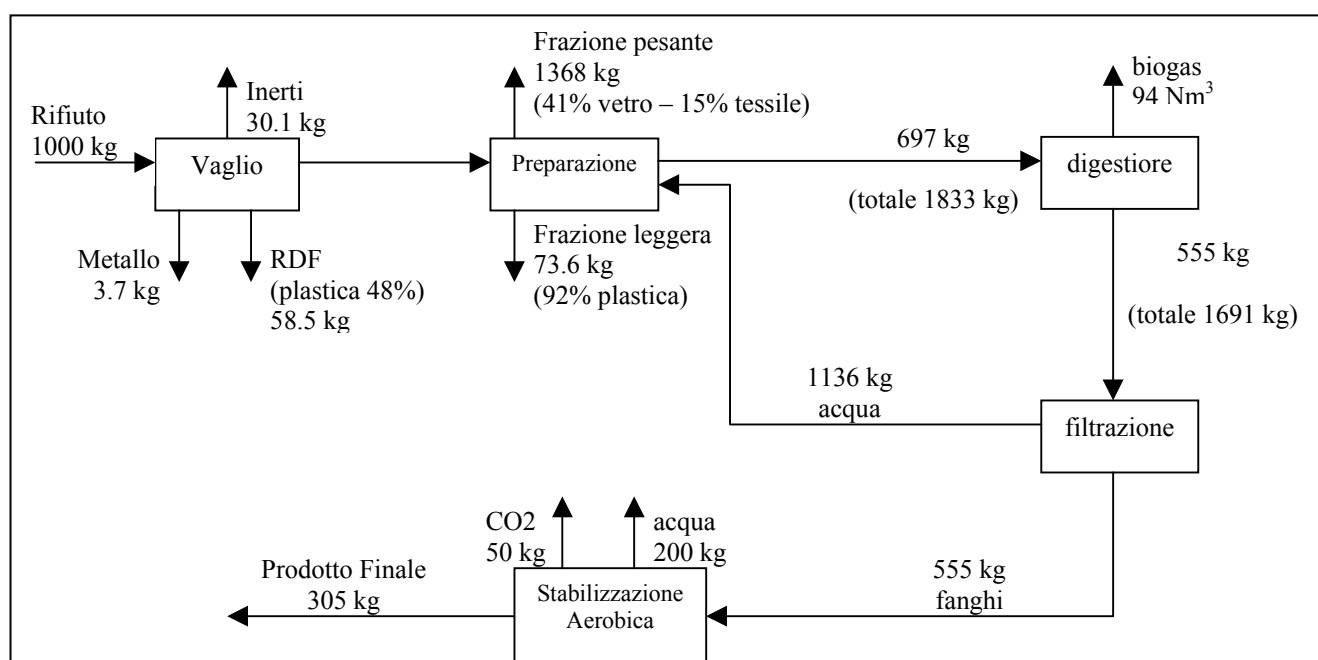 Rifiuto
1000 kg
Vaglio
Inerti
30.1 kg
Metallo
3.7 kg
RDF
(plastica 48%)
58.5 kg
Frazione pesante
1368 kg
(41% vetro – 15% tessile)
Preparazione
Frazione leggera
73.6 kg
(92% plastica)
697 kg
(totale 1833 kg)
biogas
94 Nm³
digestiore
555 kg
(totale 1691 kg)
filtrazione
1136 kg
acqua
555 kg
fanghi
CO2
50 kg
acqua
200 kg
Stabilizzazione
Aerobica
Prodotto Finale
305 kg